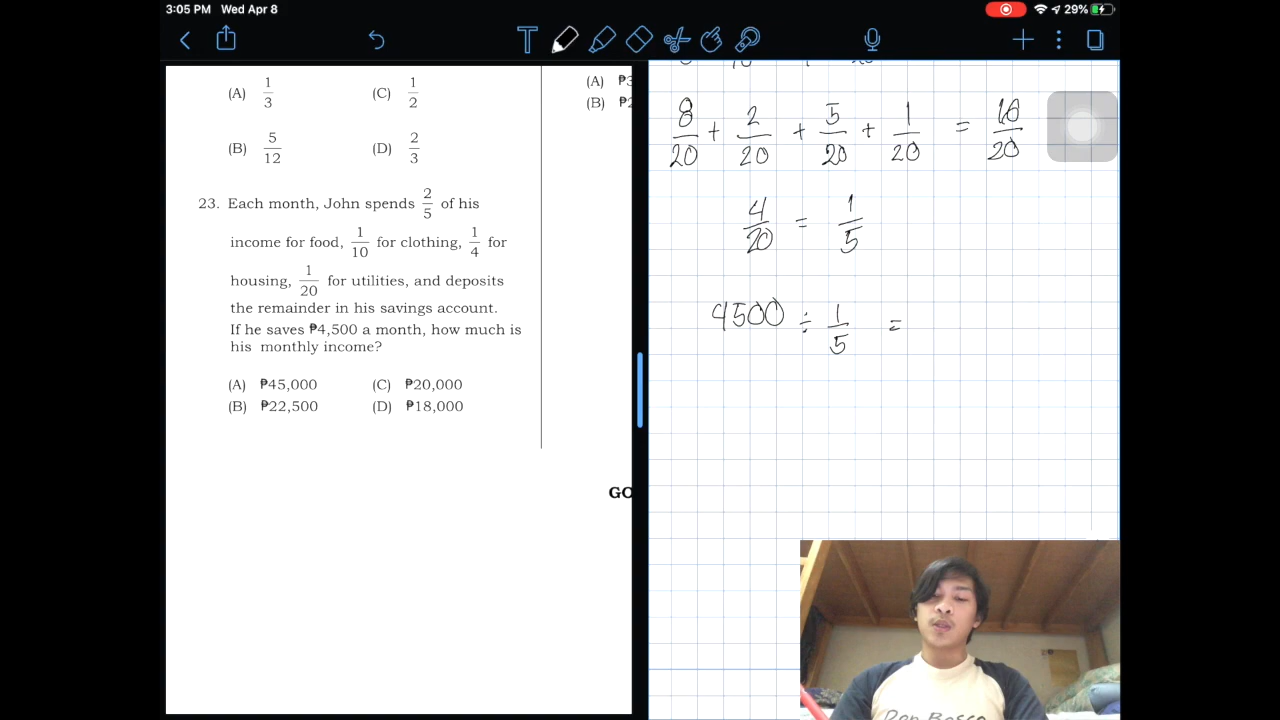 3:05 PM Wed Apr 8
29%
T
(A) 1/3 (C) 1/2
(B) 5/12 (D) 2/3
23. Each month, John spends 2/5 of his
income for food, 1/10 for clothing, 1/4 for
housing, 1/20 for utilities, and deposits
the remainder in his savings account.
If he saves ₱4,500 a month, how much is
his monthly income?
(A) ₱45,000 (C) ₱20,000
(B) ₱22,500 (D) ₱18,000
(A)
(B)
GO
8/20 + 2/20 + 5/20 + 1/20 = 16/20
4/20 = 1/5
4500 ÷ 1/5 =
Don Bosco